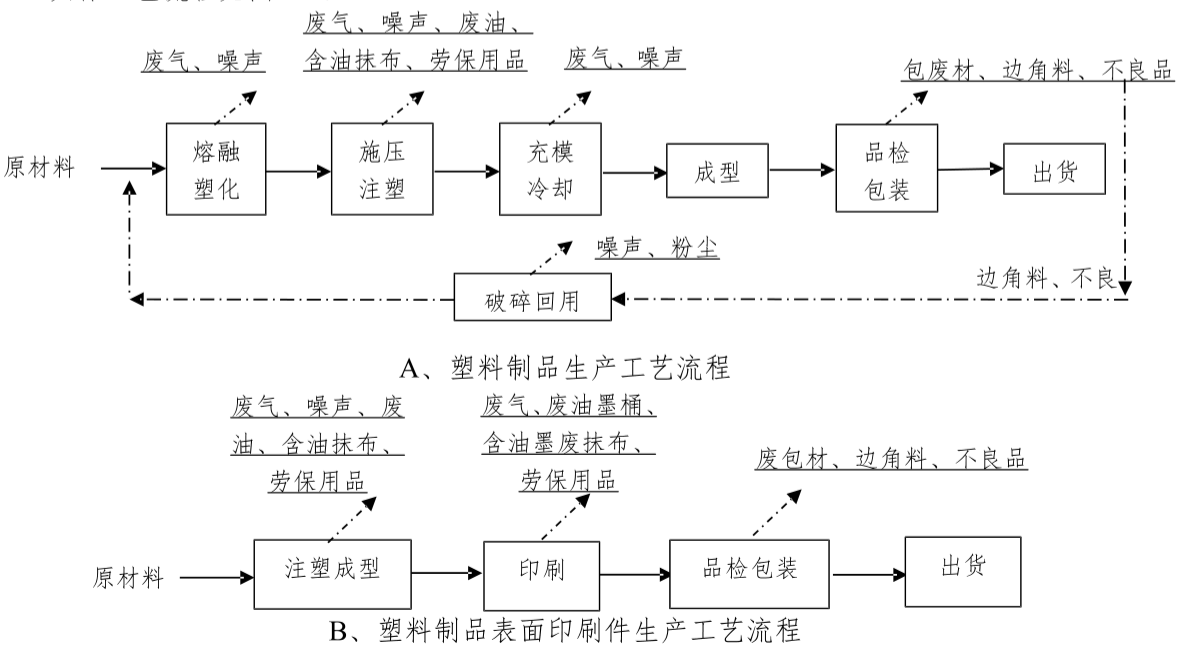 废气、噪声、废油、
废气、噪声
含油抹布、劳保用品
废气、噪声
包废材、边角料、不良品
原材料
熔融
塑化
施压
注塑
充模
冷却
成型
品检
包装
出货
噪声、粉尘
破碎回用
边角料、不良
A、塑料制品生产工艺流程
废气、噪声、废
油、含油抹布、
劳保用品
废气、废油墨桶、
含油墨废抹布、
劳保用品
废包材、边角料、不良品
原材料
注塑成型
印刷
品检包装
出货
B、塑料制品表面印刷件生产工艺流程